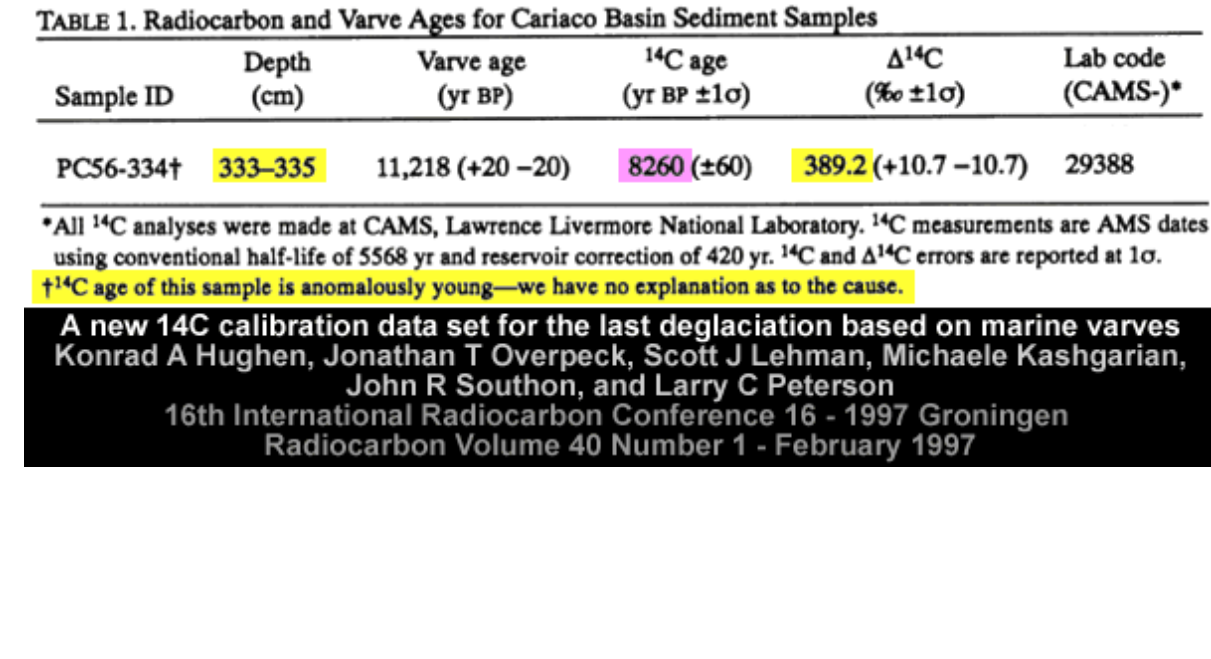 TABLE 1. Radiocarbon and Varve Ages for Cariaco Basin Sediment Samples
Sample ID Depth (cm) Varve age (yr BP) ¹⁴C age (yr BP ±1σ) Δ¹⁴C (‰ ±1σ) Lab code (CAMS-)*
PC56-334† 333–335 11,218 (+20 −20) 8260 (±60) 389.2 (+10.7 −10.7) 29388
*All ¹⁴C analyses were made at CAMS, Lawrence Livermore National Laboratory. ¹⁴C measurements are AMS dates
using conventional half-life of 5568 yr and reservoir correction of 420 yr. ¹⁴C and Δ¹⁴C errors are reported at 1σ.
†¹⁴C age of this sample is anomalously young—we have no explanation as to the cause.
A new 14C calibration data set for the last deglaciation based on marine varves
Konrad A Hughen, Jonathan T Overpeck, Scott J Lehman, Michaele Kashgarian,
John R Southon, and Larry C Peterson
16th International Radiocarbon Conference 16 - 1997 Groningen
Radiocarbon Volume 40 Number 1 - February 1997